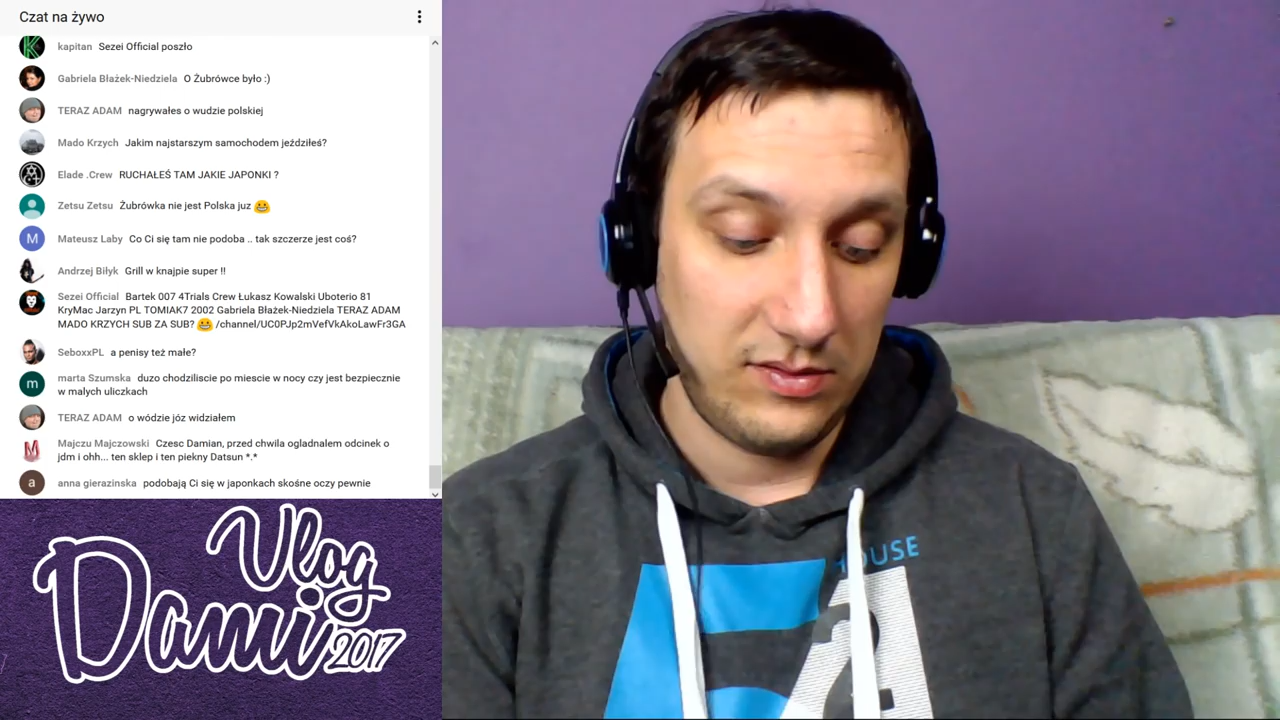 Czat na żywo
kapitan Sezei Official poszło
Gabriela Błażek-Niedziela O Żubrówce było :)
TERAZ ADAM nagrywałes o wudzie polskiej
Mado Krzych Jakim najstarszym samochodem jeździłeś?
Elade .Crew RUCHAŁEŚ TAM JAKIE JAPONKI ?
Zetsu Zetsu Żubrówka nie jest Polska juz 😀
M Mateusz Laby Co Ci się tam nie podoba .. tak szczerze jest coś?
Andrzej Biłyk Grill w knajpie super !!
Sezei Official Bartek 007 4Trials Crew Łukasz Kowalski Uboterio 81
KryMac Jarzyn PL TOMIAK7 2002 Gabriela Błażek-Niedziela TERAZ ADAM
MADO KRZYCH SUB ZA SUB? 😀 /channel/UC0PJp2mVefVkAkoLawFr3GA
SeboxxPL a penisy też małe?
m marta Szumska duzo chodziliscie po miescie w nocy czy jest bezpiecznie
w malych uliczkach
TERAZ ADAM o wódzie józ widziałem
Majczu Majczowski Czesc Damian, przed chwila ogladnalem odcinek o
jdm i ohh... ten sklep i ten piekny Datsun *.*
a anna gierazinska podobają Ci się w japonkach skośne oczy pewnie
Vlog
Dami
2017
HOUSE